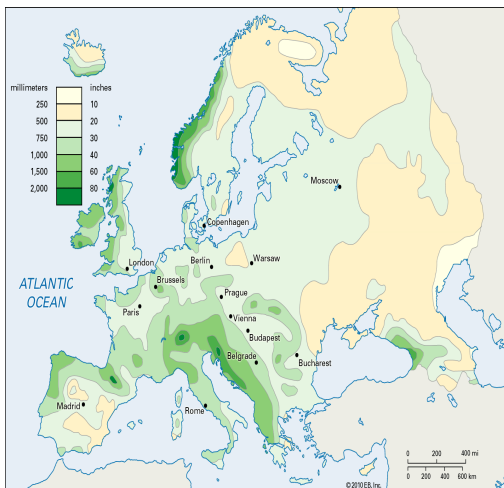 millimeters inches
250 10
500 20
750 30
1,000 40
1,500 60
2,000 80
Moscow
Copenhagen
London
Berlin
Warsaw
ATLANTIC
OCEAN
Brussels
Paris
Prague
Vienna
Budapest
Belgrade
Bucharest
Madrid
Rome
0 200 400 mi
0 200 400 600 km
© 2010 EB, Inc.